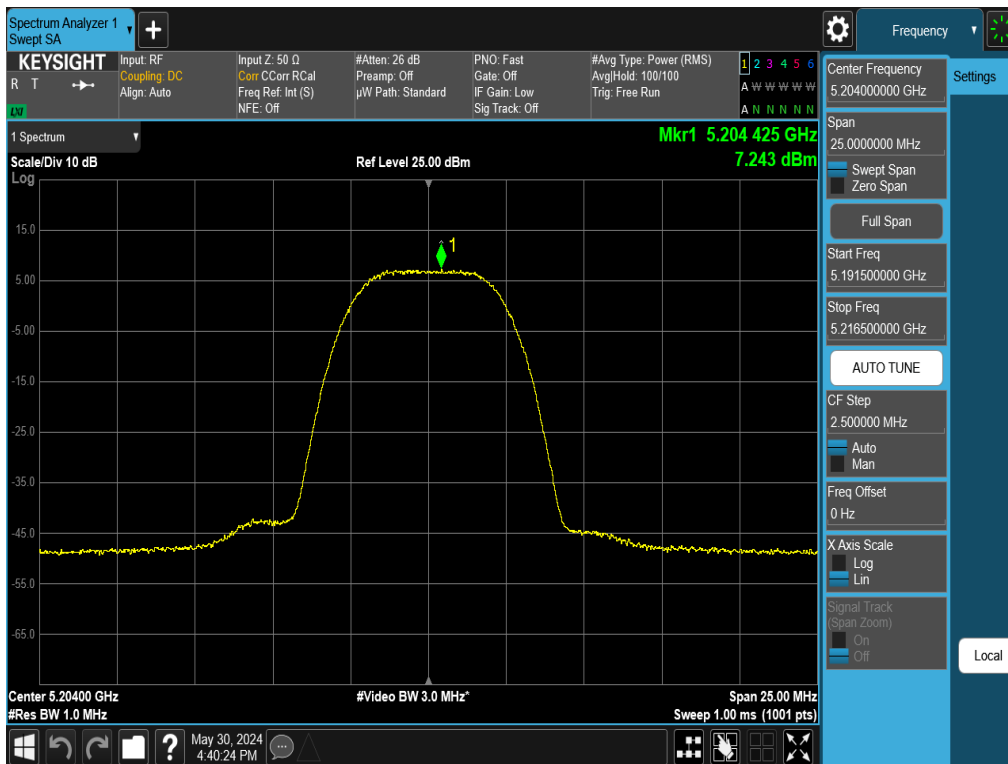 Spectrum Analyzer 1
Swept SA
Frequency
KEYSIGHT
R T
LXI
Input: RF
Coupling: DC
Align: Auto
Input Z: 50 Ω
Corr CCorr RCal
Freq Ref: Int (S)
NFE: Off
#Atten: 26 dB
Preamp: Off
µW Path: Standard
PNO: Fast
Gate: Off
IF Gain: Low
Sig Track: Off
#Avg Type: Power (RMS)
Avg|Hold: 100/100
Trig: Free Run
1 2 3 4 5 6
A W W W W W
A N N N N N
1 Spectrum
Scale/Div 10 dB
Log
Ref Level 25.00 dBm
Mkr1 5.204 425 GHz
7.243 dBm
1
15.0
5.00
-5.00
-15.0
-25.0
-35.0
-45.0
-55.0
-65.0
Center 5.20400 GHz
#Res BW 1.0 MHz
#Video BW 3.0 MHz*
Span 25.00 MHz
Sweep 1.00 ms (1001 pts)
Center Frequency
5.204000000 GHz
Span
25.0000000 MHz
Swept Span
Zero Span
Full Span
Start Freq
5.191500000 GHz
Stop Freq
5.216500000 GHz
AUTO TUNE
CF Step
2.500000 MHz
Auto
Man
Freq Offset
0 Hz
X Axis Scale
Log
Lin
Signal Track
(Span Zoom)
On
Off
Settings
Local
?
May 30, 2024
4:40:24 PM